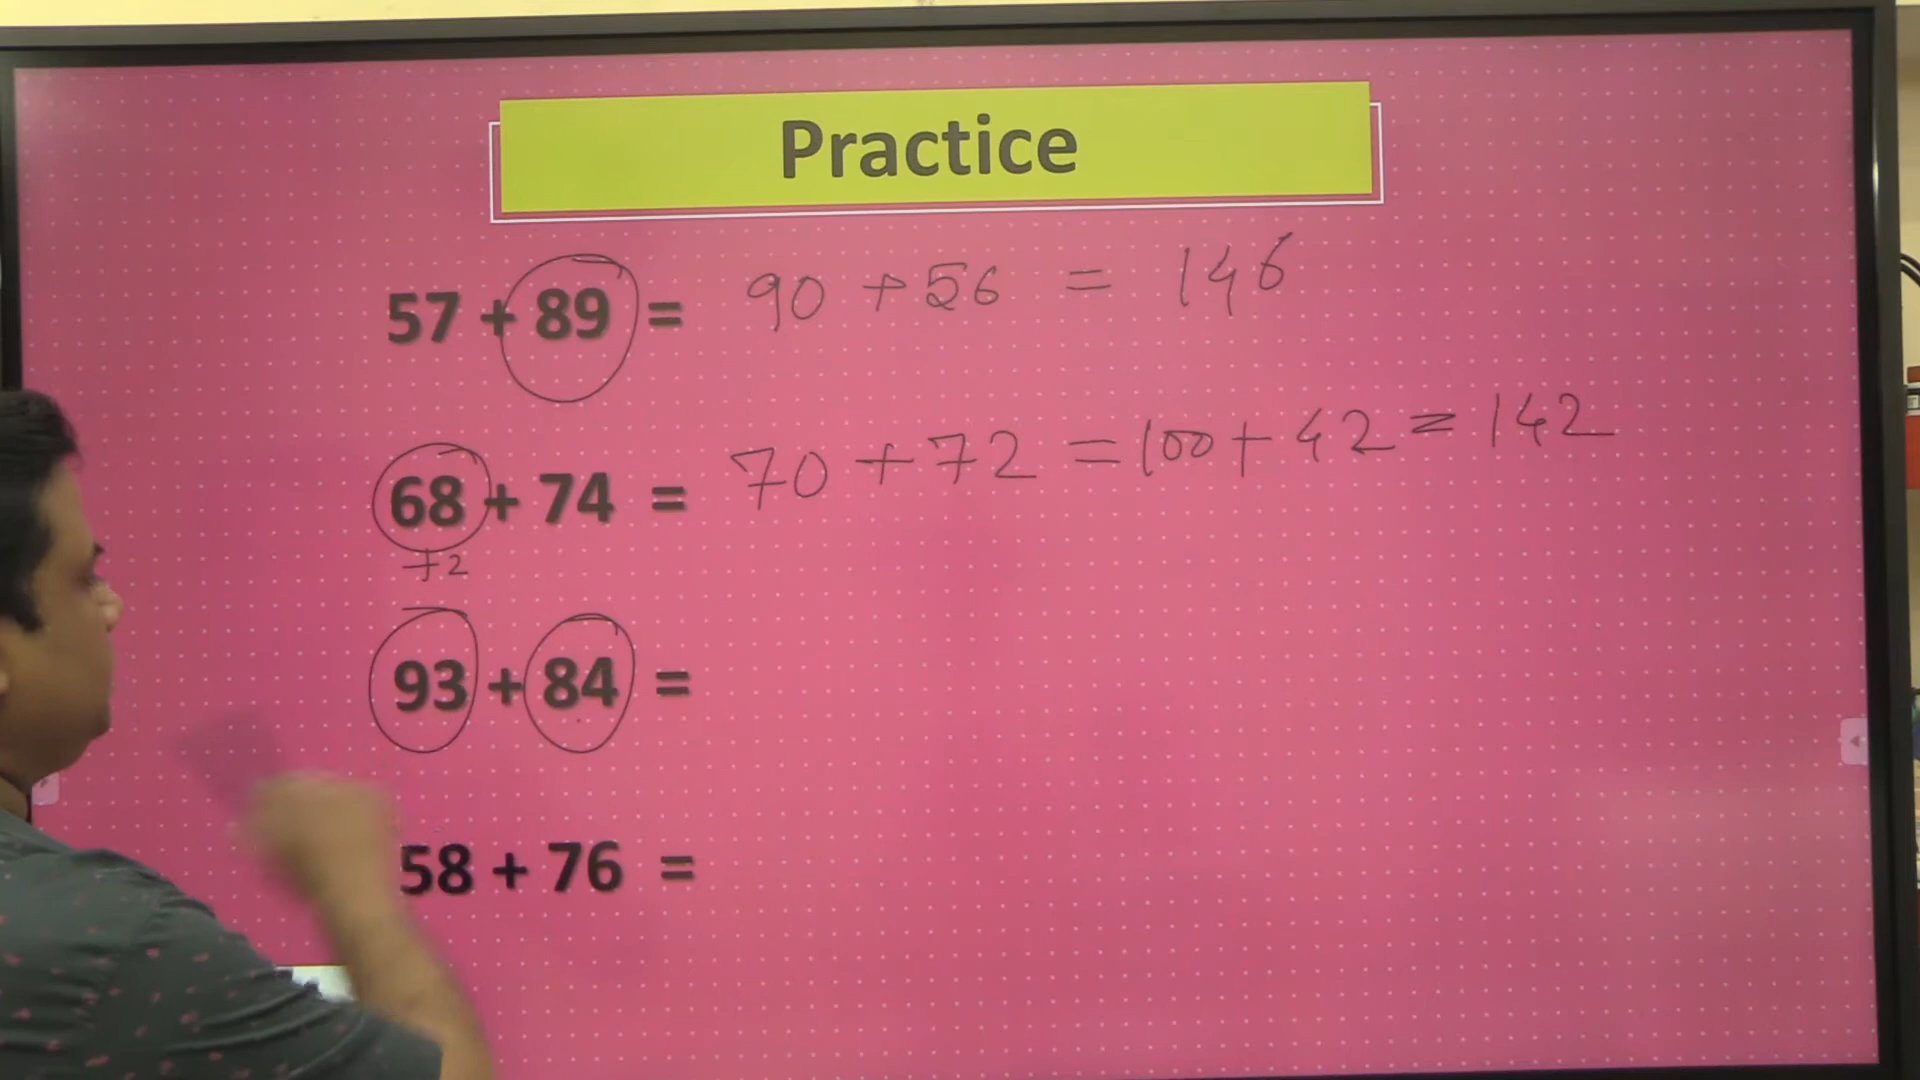 Practice
57 + 89 = 90 + 56 = 146
68 + 74 = 70 + 72 = 100 + 42 = 142
+2
93 + 84 =
58 + 76 =